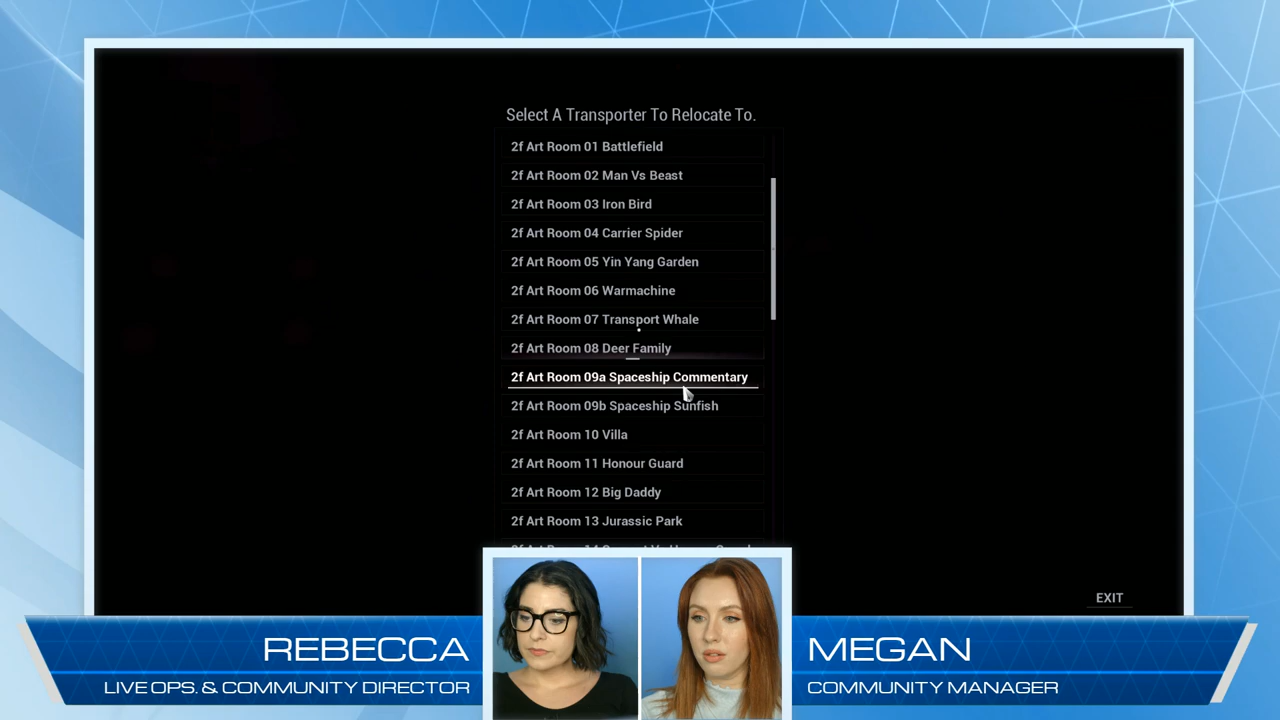 Select A Transporter To Relocate To.
2f Art Room 01 Battlefield
2f Art Room 02 Man Vs Beast
2f Art Room 03 Iron Bird
2f Art Room 04 Carrier Spider
2f Art Room 05 Yin Yang Garden
2f Art Room 06 Warmachine
2f Art Room 07 Transport Whale
2f Art Room 08 Deer Family
2f Art Room 09a Spaceship Commentary
2f Art Room 09b Spaceship Sunfish
2f Art Room 10 Villa
2f Art Room 11 Honour Guard
2f Art Room 12 Big Daddy
2f Art Room 13 Jurassic Park
2f Art Room 14
EXIT
REBECCA
LIVE OPS. & COMMUNITY DIRECTOR
MEGAN
COMMUNITY MANAGER